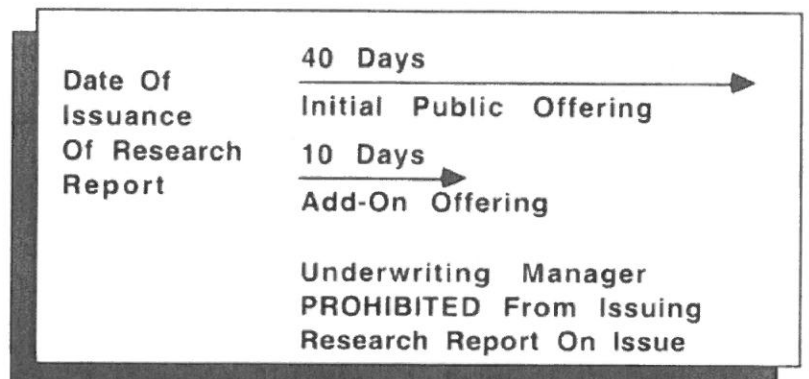 Date Of
Issuance
Of Research
Report
40 Days
Initial Public Offering
10 Days
Add-On Offering
Underwriting Manager
PROHIBITED From Issuing
Research Report On Issue